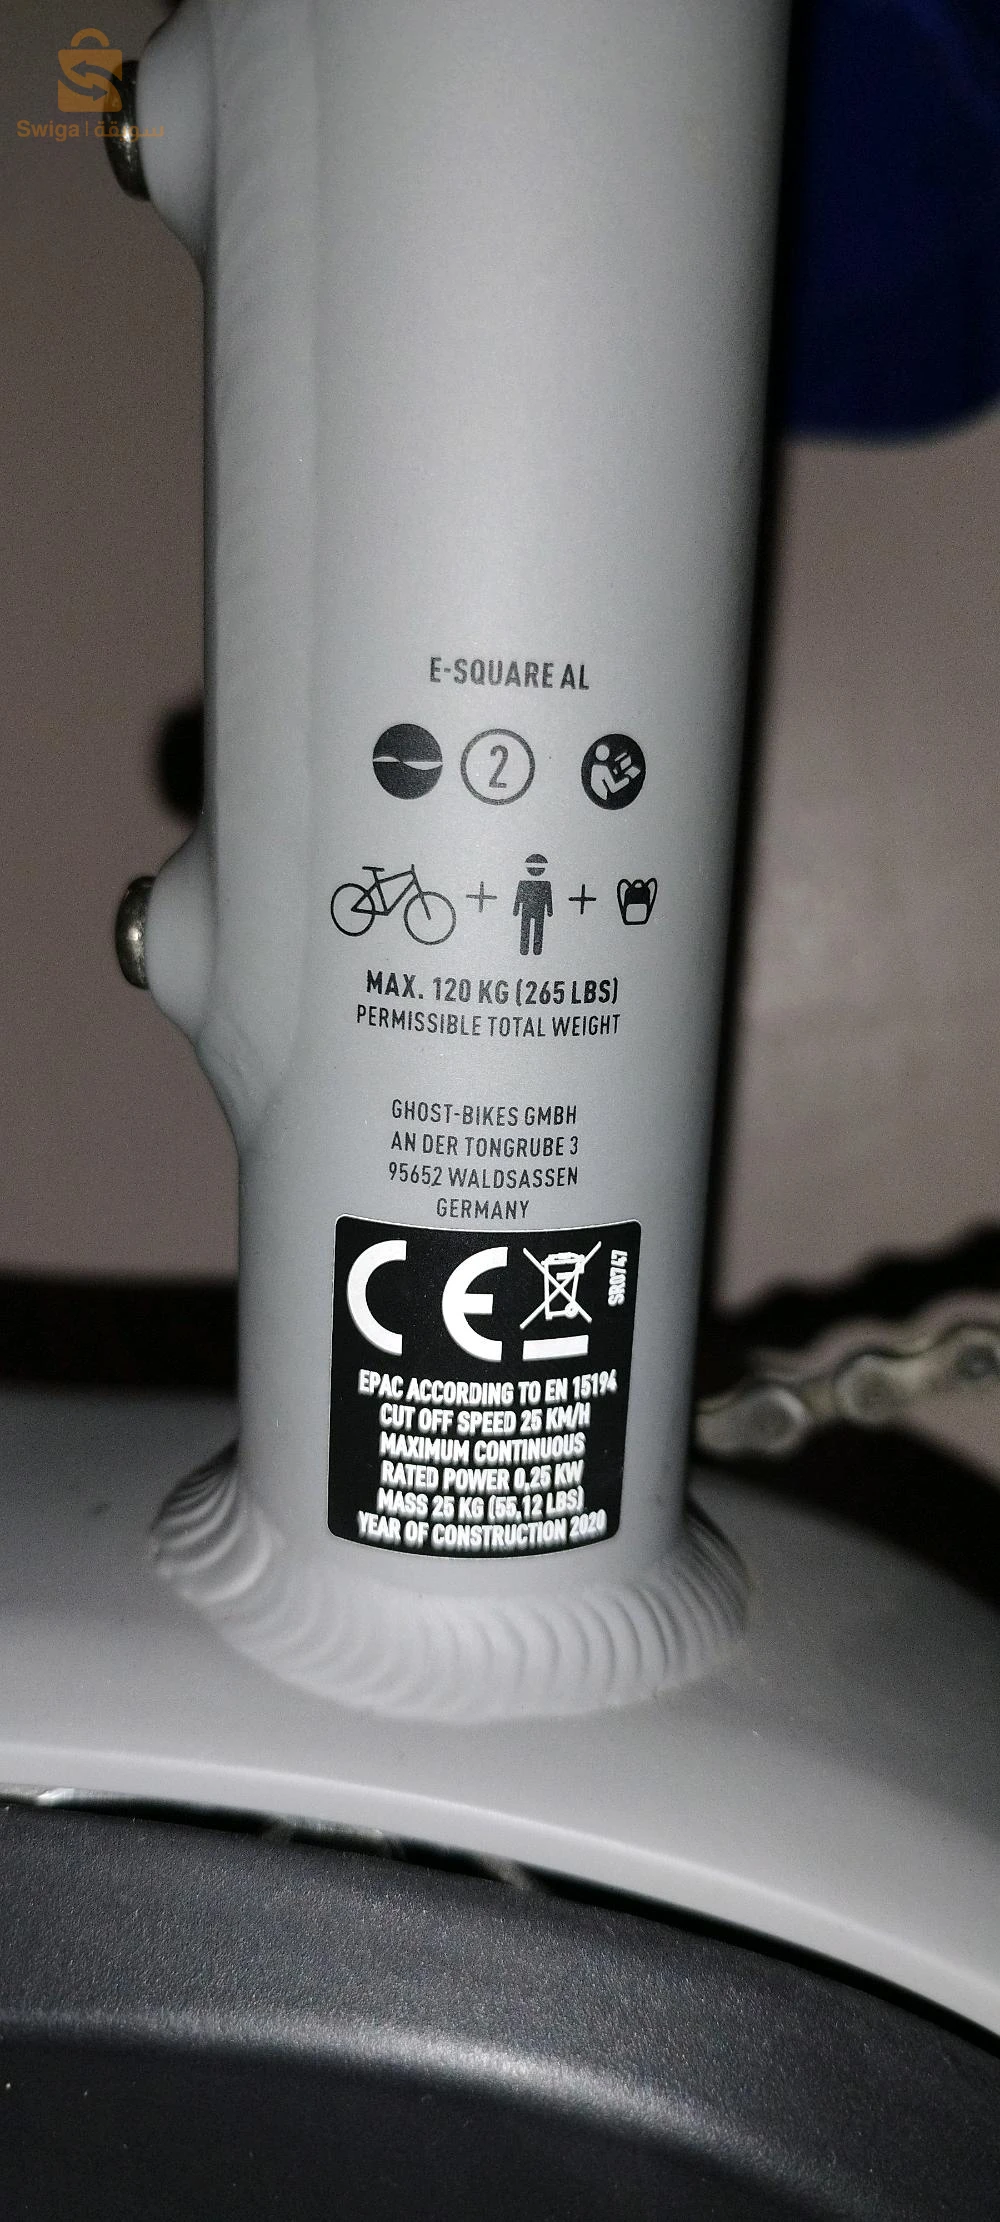 Swiga | سويقة
E-SQUARE AL
2
MAX. 120 KG (265 LBS)
PERMISSIBLE TOTAL WEIGHT
GHOST-BIKES GMBH
AN DER TONGRUBE 3
95652 WALDSASSEN
GERMANY
CE
SR0747
EPAC ACCORDING TO EN 15194
CUT OFF SPEED 25 KM/H
MAXIMUM CONTINUOUS
RATED POWER 0,25 KW
MASS 25 KG (55,12 LBS)
YEAR OF CONSTRUCTION 2020